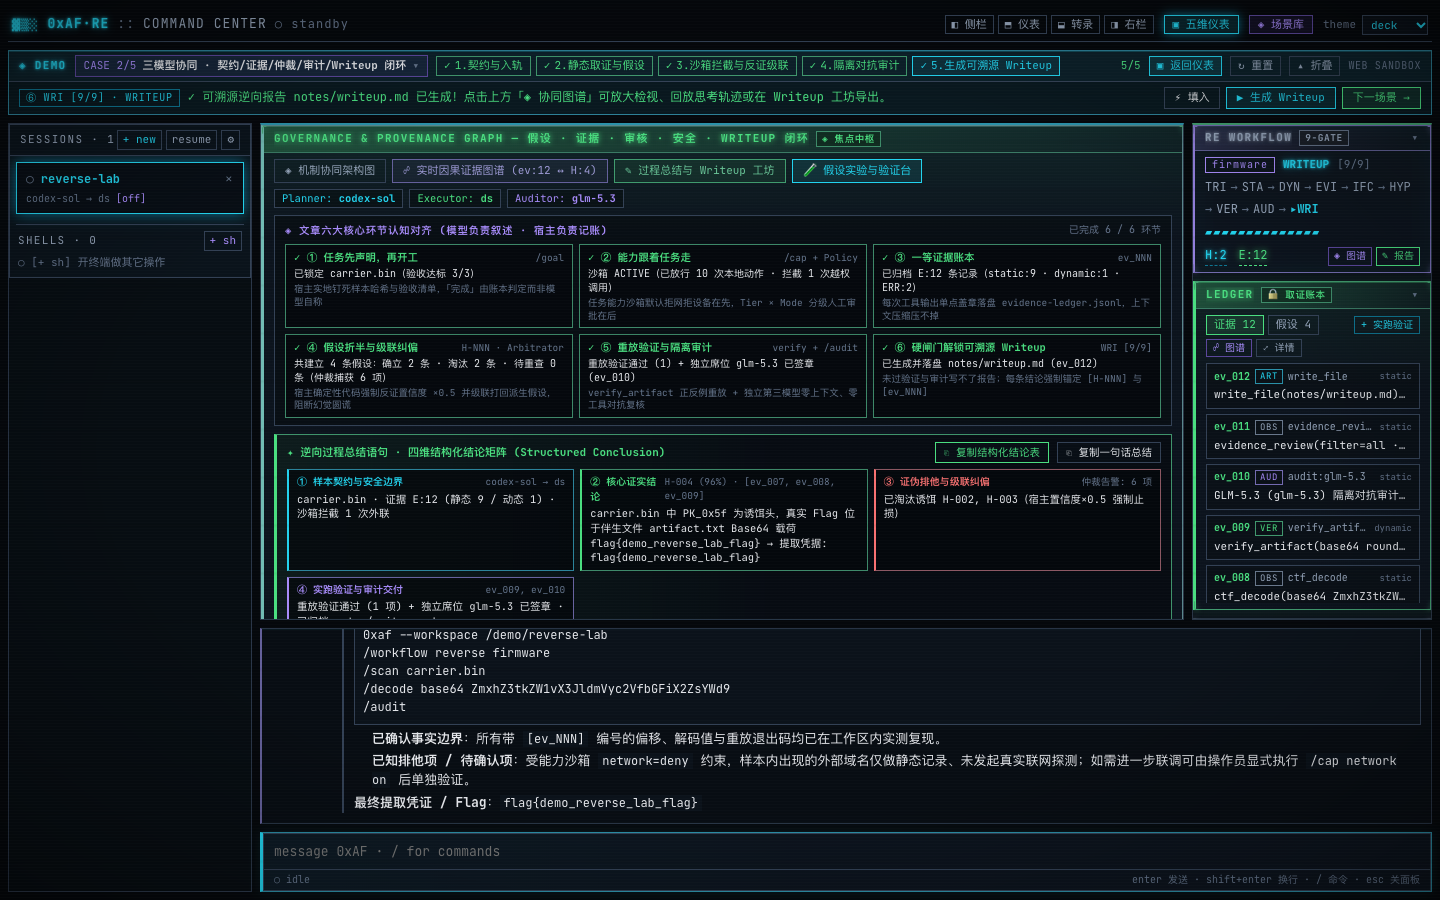 0xAF·RE :: COMMAND CENTER ○ standby
◧ 侧栏 ⬒ 仪表 ⬓ 转录 ◨ 右栏 ▣ 五维仪表 ◈ 场景库 theme deck
◈ DEMO CASE 2/5 三模型协同 · 契约/证据/仲裁/审计/Writeup 闭环 ▾ ✓ 1.契约与入轨 ✓ 2.静态取证与假设 ✓ 3.沙箱拦截与反证级联 ✓ 4.隔离对抗审计 ✓ 5.生成可溯源 Writeup 5/5 ▣ 返回仪表 ↻ 重置 ▴ 折叠 WEB SANDBOX
⑥ WRI [9/9] · WRITEUP ✓ 可溯源逆向报告 notes/writeup.md 已生成! 点击上方「◈ 协同图谱」可放大检视、回放思考轨迹或在 Writeup 工坊导出。 ⚡ 填入 ▶ 生成 Writeup 下一场景 →
SESSIONS · 1 + new resume ⚙
○ reverse-lab ×
codex-sol → ds [off]
SHELLS · 0 + sh
○ [+ sh] 开终端做其它操作
GOVERNANCE & PROVENANCE GRAPH — 假设 · 证据 · 审核 · 安全 · WRITEUP 闭环 ◈ 焦点中枢
◈ 机制协同架构图 ☍ 实时因果证据图谱 (ev:12 ↔ H:4) ✎ 过程总结与 Writeup 工坊 🧪 假设实验与验证台
Planner: codex-sol Executor: ds Auditor: glm-5.3
◈ 文章六大核心环节认知对齐 (模型负责叙述 · 宿主负责记账) 已完成 6 / 6 环节
✓ ① 任务先声明，再开工 /goal
已锁定 carrier.bin (验收达标 3/3)
宿主实地钉死样本哈希与验收清单，「完成」由账本判定而非模
型自称
✓ ② 能力跟着任务走 /cap + Policy
沙箱 ACTIVE (已放行 10 次本地动作 · 拦截 1 次越权
调用)
任务能力沙箱默认拒网拒设备在先，Tier × Mode 分级人工审
批在后
✓ ③ 一等证据账本 ev_NNN
已归档 E:12 条记录 (static:9 · dynamic:1 ·
ERR:2)
每次工具输出单点盖章落盘 evidence-ledger.jsonl，上下
文压缩压不掉
✓ ④ 假设折半与级联纠偏 H-NNN · Arbitrator
共建立 4 条假设：确立 2 条 · 淘汰 2 条 · 待重查 0
条 (仲裁捕获 6 项)
宿主确定性代码强制反证置信度 ×0.5 并级联打回派生假设，
阻断幻觉圆谎
✓ ⑤ 重放验证与隔离审计 verify + /audit
重放验证通过 (1) + 独立席位 glm-5.3 已签章
(ev_010)
verify_artifact 正反例重放 + 独立第三模型零上下文、零
工具对抗复核
✓ ⑥ 硬闸门解锁可溯源 Writeup WRI [9/9]
已生成并落盘 notes/writeup.md (ev_012)
未过验证与审计写不了报告；每条结论强制锚定 [H-NNN] 与
[ev_NNN]
✦ 逆向过程总结语句 · 四维结构化结论矩阵 (Structured Conclusion) ⎗ 复制结构化结论表 ⎗ 复制一句话总结
① 样本契约与安全边界 codex-sol → ds
carrier.bin · 证据 E:12 (静态 9 / 动态 1) ·
沙箱拦截 1 次外联
② 核心证实结论 H-004 (96%) · [ev_007, ev_008, ev_009]
carrier.bin 中 PK_0x5f 为诱饵头，真实 Flag 位
于伴生文件 artifact.txt Base64 载荷
flag{demo_reverse_lab_flag} → 提取凭据:
flag{demo_reverse_lab_flag}
③ 证伪排他与级联纠偏 仲裁告警: 6 项
已淘汰诱饵 H-002, H-003 (宿主置信度×0.5 强制止
损)
④ 实跑验证与审计交付 ev_009, ev_010
重放验证通过 (1 项) + 独立席位 glm-5.3 已签章 ·
RE WORKFLOW 9-GATE ▾
firmware WRITEUP [9/9]
TRI → STA → DYN → EVI → IFC → HYP
→ VER → AUD → ▸WRI
H:2 E:12 ◈ 图谱 ✎ 报告
LEDGER 🔒 取证账本 ▾
证据 12 假设 4 + 实跑验证
☍ 图谱 ⤢ 详情
ev_012 ART write_file static
write_file(notes/writeup.md)…
ev_011 OBS evidence_revi… static
evidence_review(filter=all ·…
ev_010 AUD audit:glm-5.3 static
GLM-5.3 (glm-5.3) 隔离对抗审计…
ev_009 VER verify_artif… dynamic
verify_artifact(base64 round…
ev_008 OBS ctf_decode static
ctf_decode(base64 ZmxhZ3tkZW…
0xaf --workspace /demo/reverse-lab
/workflow reverse firmware
/scan carrier.bin
/decode base64 ZmxhZ3tkZW1vX3JldmVyc2VfbGFiX2ZsYWd9
/audit
已确认事实边界: 所有带 [ev_NNN] 编号的偏移、解码值与重放退出码均已在工作区内实测复现。
已知排他项 / 待确认项: 受能力沙箱 network=deny 约束，样本内出现的外部域名仅做静态记录、未发起真实联网探测；如需进一步联调可由操作员显式执行 /cap network
on 后单独验证。
最终提取凭证 / Flag: flag{demo_reverse_lab_flag}
message 0xAF · / for commands
○ idle enter 发送 · shift+enter 换行 · / 命令 · esc 关面板